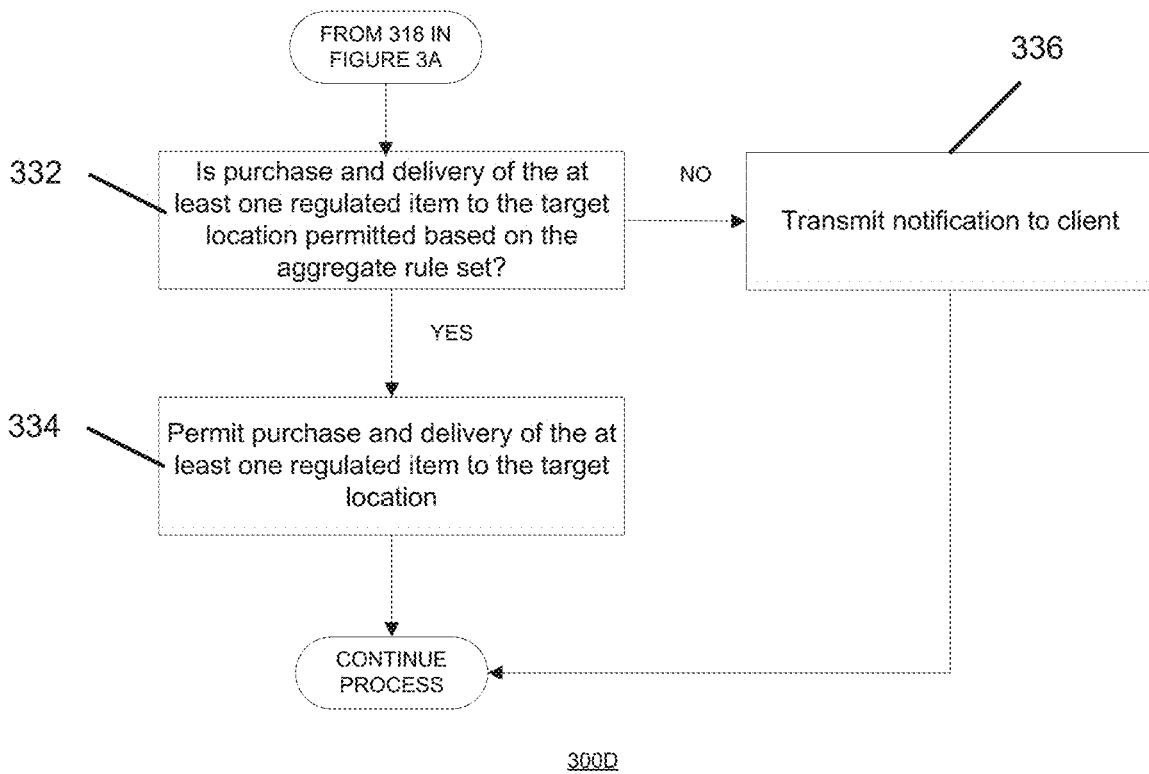 FROM 318 IN
FIGURE 3A
336
332
Is purchase and delivery of the at
least one regulated item to the target
location permitted based on the
aggregate rule set?
NO
Transmit notification to client
YES
334
Permit purchase and delivery of the at
least one regulated item to the target
location
CONTINUE
PROCESS
300D